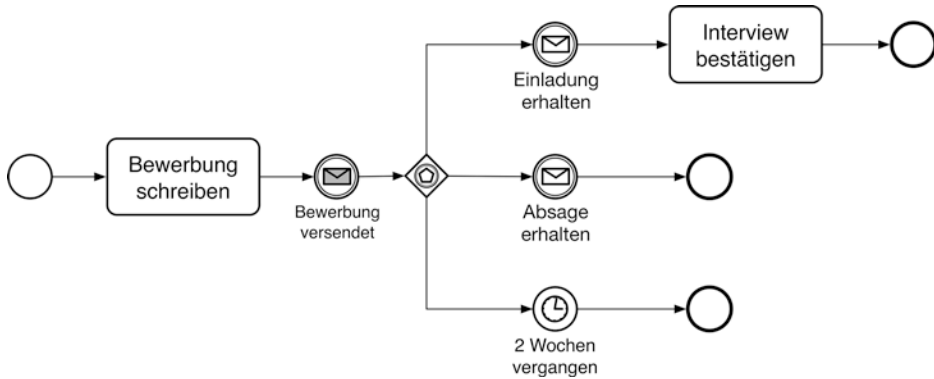 Interview
bestätigen
Einladung
erhalten
Bewerbung
schreiben
Bewerbung
versendet
Absage
erhalten
2 Wochen
vergangen